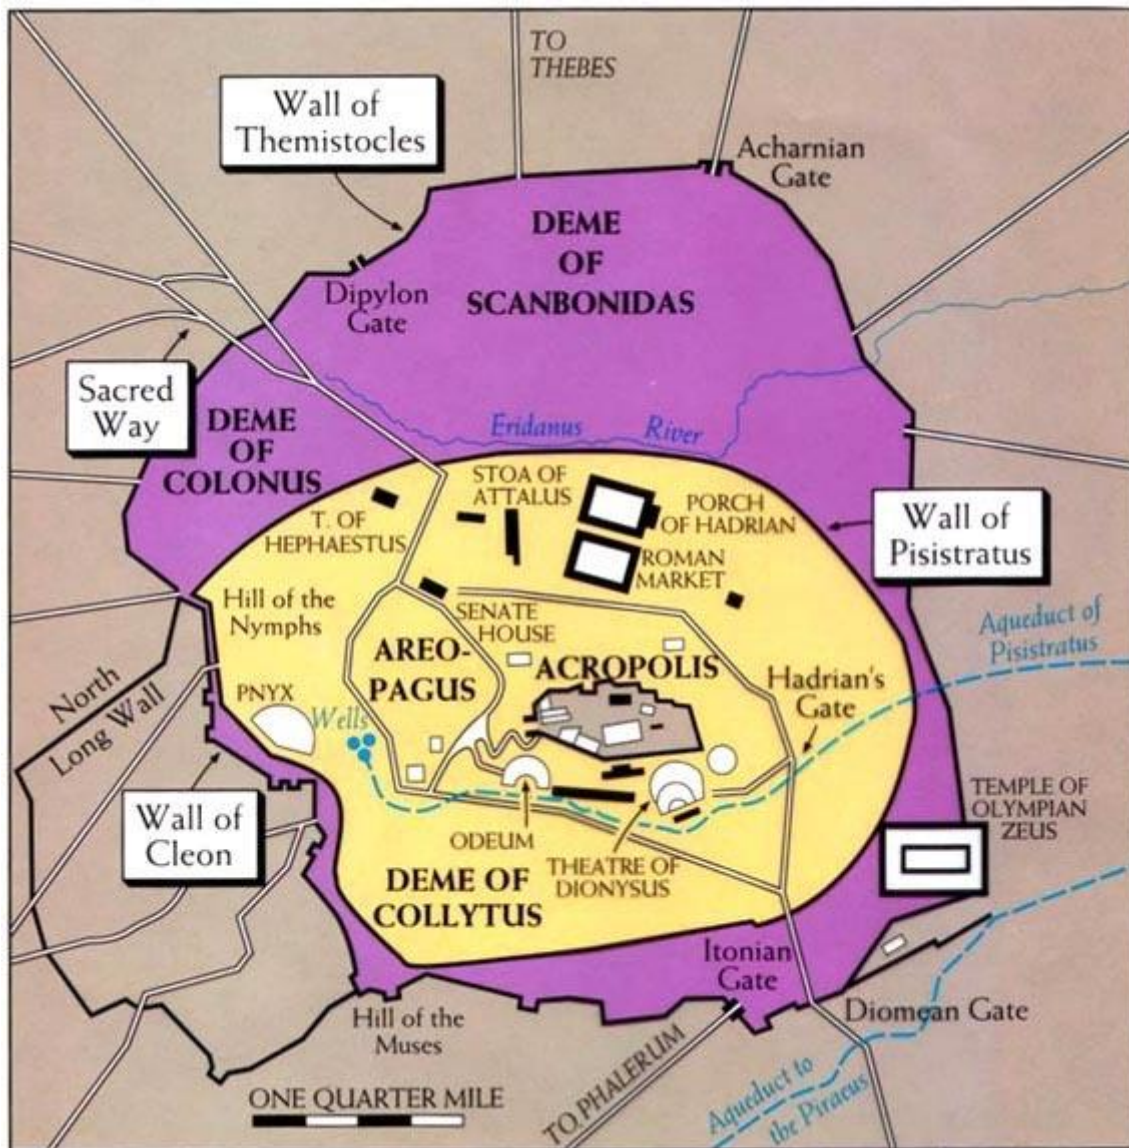 TO
THEBES
Wall of
Themistocles
Acharnian
Gate
DEME
OF
SCANBONIDAS
Dipylon
Gate
Sacred
Way
DEME
OF
COLONUS
Eridanus River
STOA OF
ATTALUS
PORCH
OF HADRIAN
T. OF
HEPHAESTUS
ROMAN
MARKET
Wall of
Pisistratus
Hill of the
Nymphs
SENATE
HOUSE
Aqueduct of
Pisistratus
AREO-
PAGUS
ACROPOLIS
Hadrian's
Gate
North
Long Wall
PNYX
Wells
Wall of
Cleon
TEMPLE OF
OLYMPIAN
ZEUS
ODEUM
THEATRE OF
DIONYSUS
DEME OF
COLLYTUS
Itonian
Gate
Diomean Gate
Hill of the
Muses
TO PHALERUM
Aqueduct to
the Piraeus
ONE QUARTER MILE